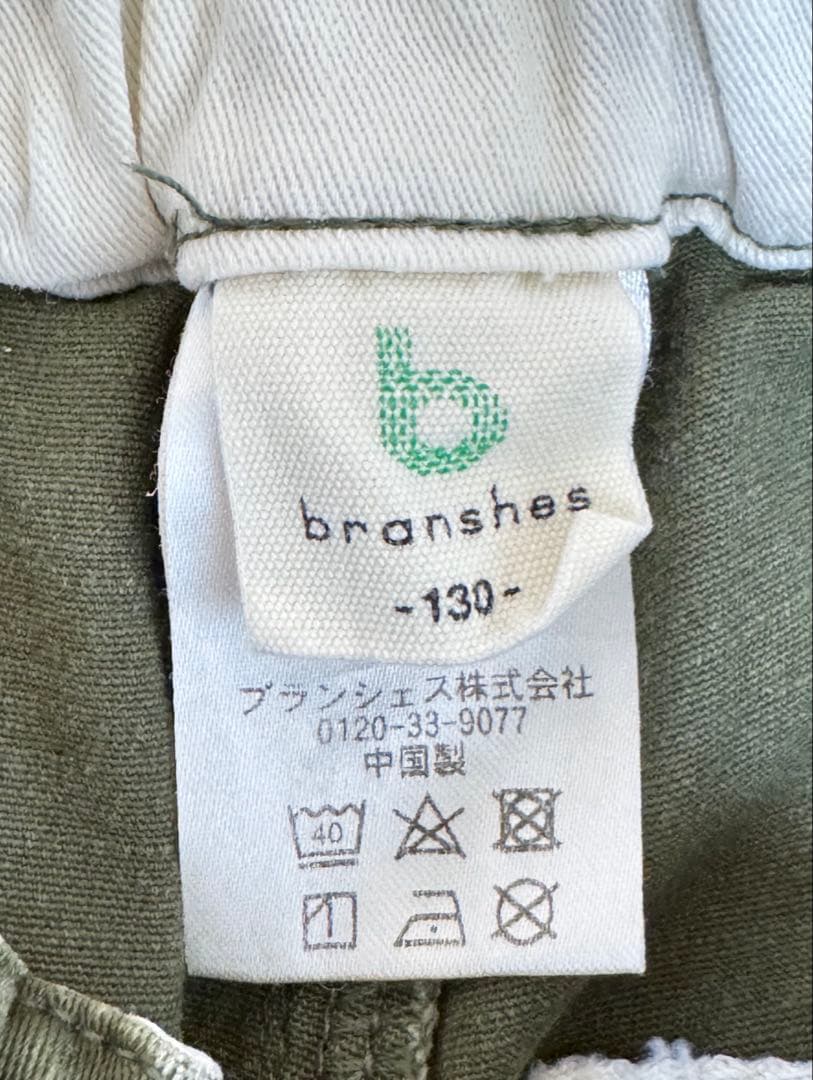 b
branshes
-130-
ブランシェス株式会社
0120-33-9077
中国製
40